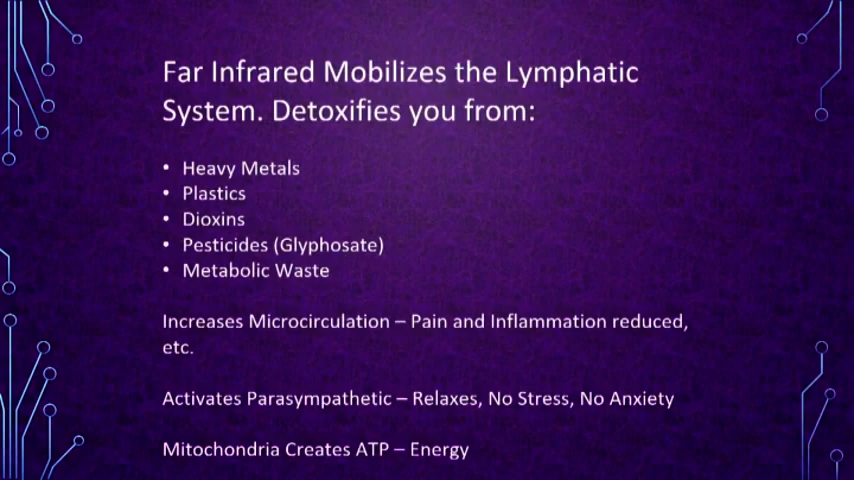 Far Infrared Mobilizes the Lymphatic
System. Detoxifies you from:
• Heavy Metals
• Plastics
• Dioxins
• Pesticides (Glyphosate)
• Metabolic Waste
Increases Microcirculation – Pain and Inflammation reduced,
etc.
Activates Parasympathetic – Relaxes, No Stress, No Anxiety
Mitochondria Creates ATP – Energy